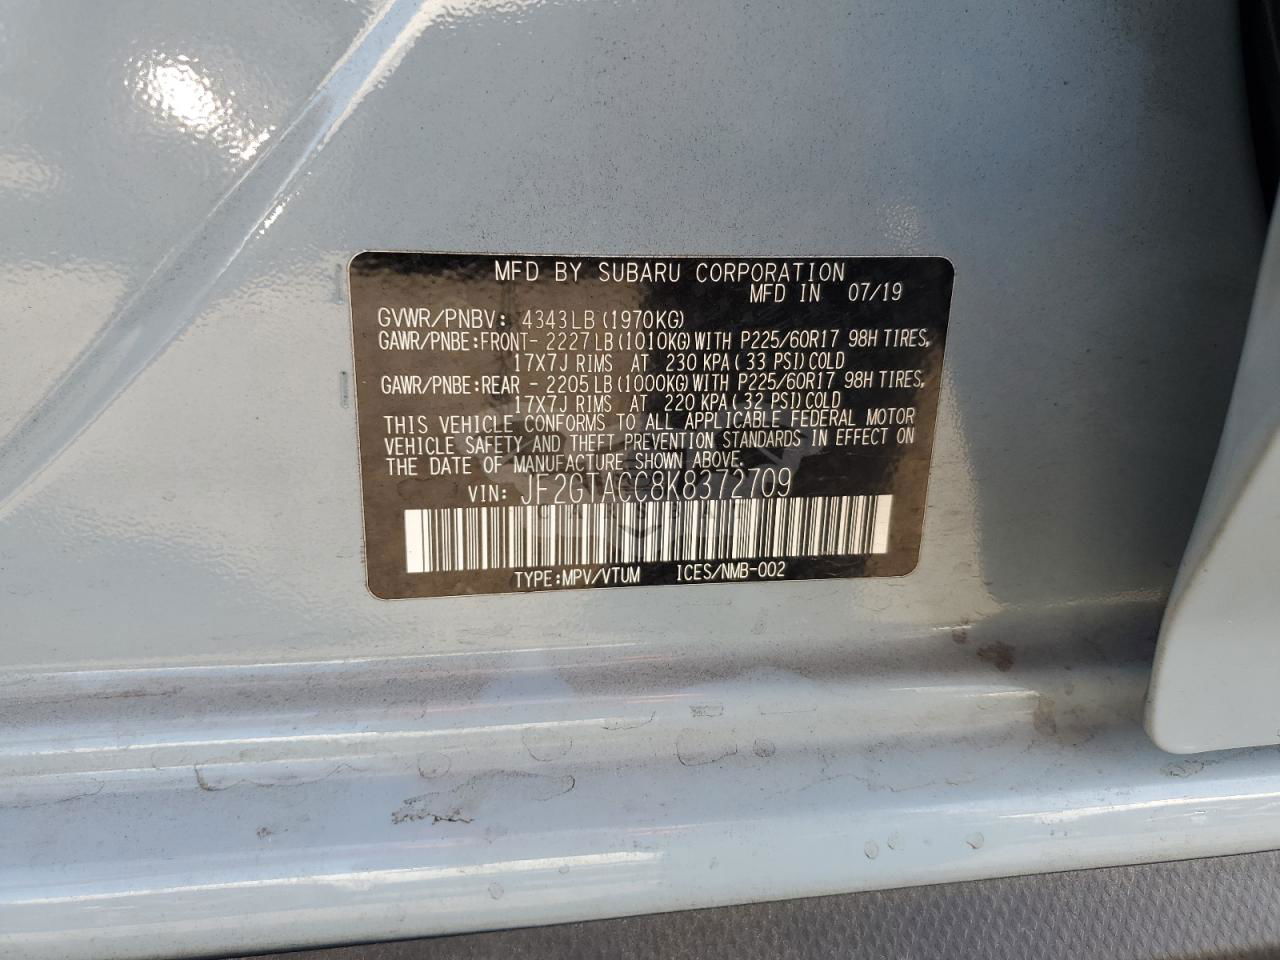 MFD BY SUBARU CORPORATION
MFD IN 07/19
GVWR/PNBV: 4343LB(1970KG)
GAWR/PNBE:FRONT- 2227LB(1010KG)WITH P225/60R17 98H TIRES,
17X7J RIMS AT 230 KPA(33 PSI)COLD
GAWR/PNBE:REAR - 2205LB(1000KG)WITH P225/60R17 98H TIRES,
17X7J RIMS AT 220 KPA(32 PSI)COLD
THIS VEHICLE CONFORMS TO ALL APPLICABLE FEDERAL MOTOR
VEHICLE SAFETY AND THEFT PREVENTION STANDARDS IN EFFECT ON
THE DATE OF MANUFACTURE SHOWN ABOVE.
VIN: JF2GTACC8K8372709
TYPE:MPV/VTUM ICES/NMB-002